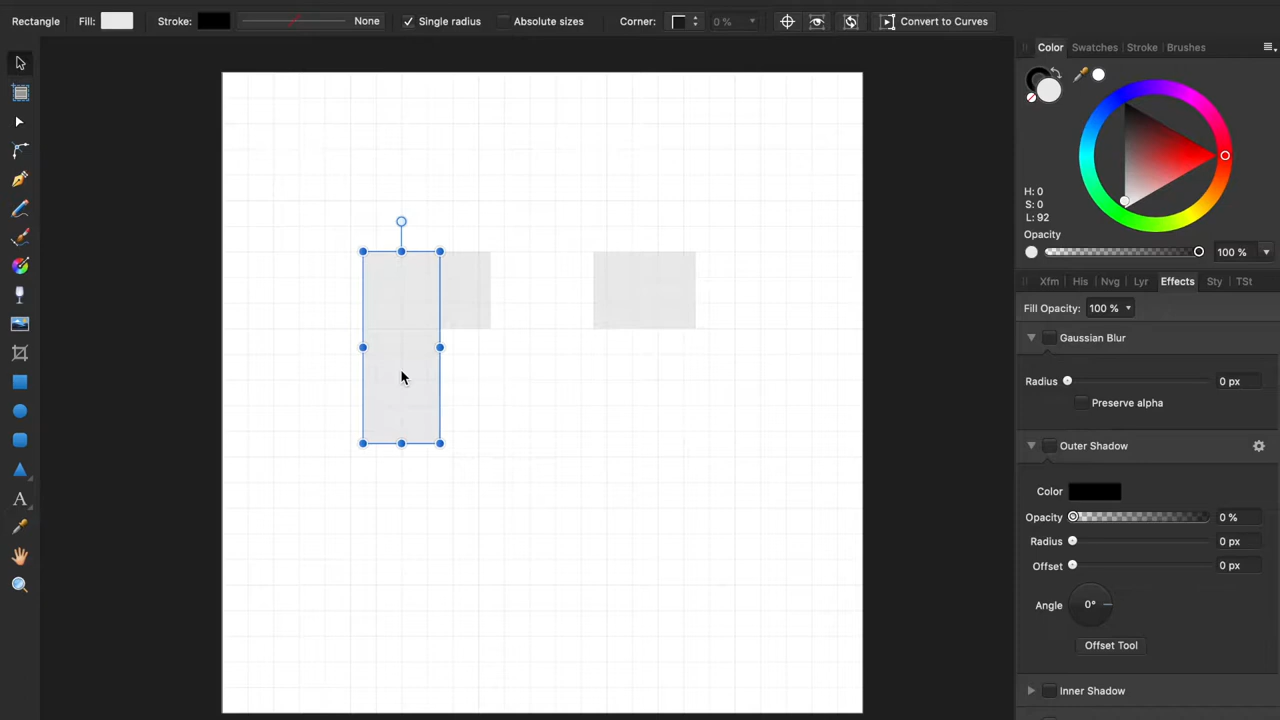 Rectangle Fill: Stroke: None Single radius Absolute sizes Corner: 0 % Convert to Curves
Color Swatches Stroke Brushes
H: 0
S: 0
L: 92
Opacity
100 %
Xfm His Nvg Lyr Effects Sty TSt
Fill Opacity: 100 %
Gaussian Blur
Radius 0 px
Preserve alpha
Outer Shadow
Color
Opacity 0 %
Radius 0 px
Offset 0 px
Angle 0°
Offset Tool
Inner Shadow
A